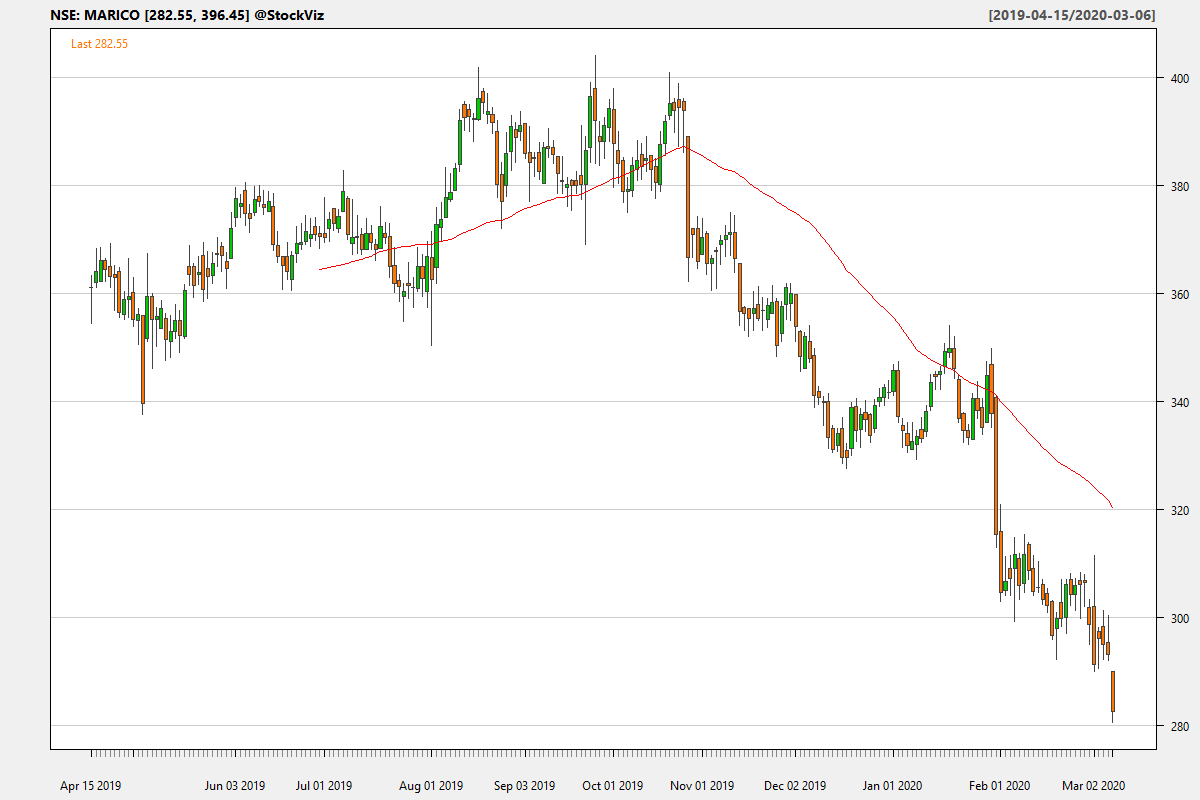 NSE: MARICO [282.55, 396.45] @StockViz
[2019-04-15/2020-03-06]
Last 282.55
400
380
360
340
320
300
280
Apr 15 2019 Jun 03 2019 Jul 01 2019 Aug 01 2019 Sep 03 2019 Oct 01 2019 Nov 01 2019 Dec 02 2019 Jan 01 2020 Feb 01 2020 Mar 02 2020